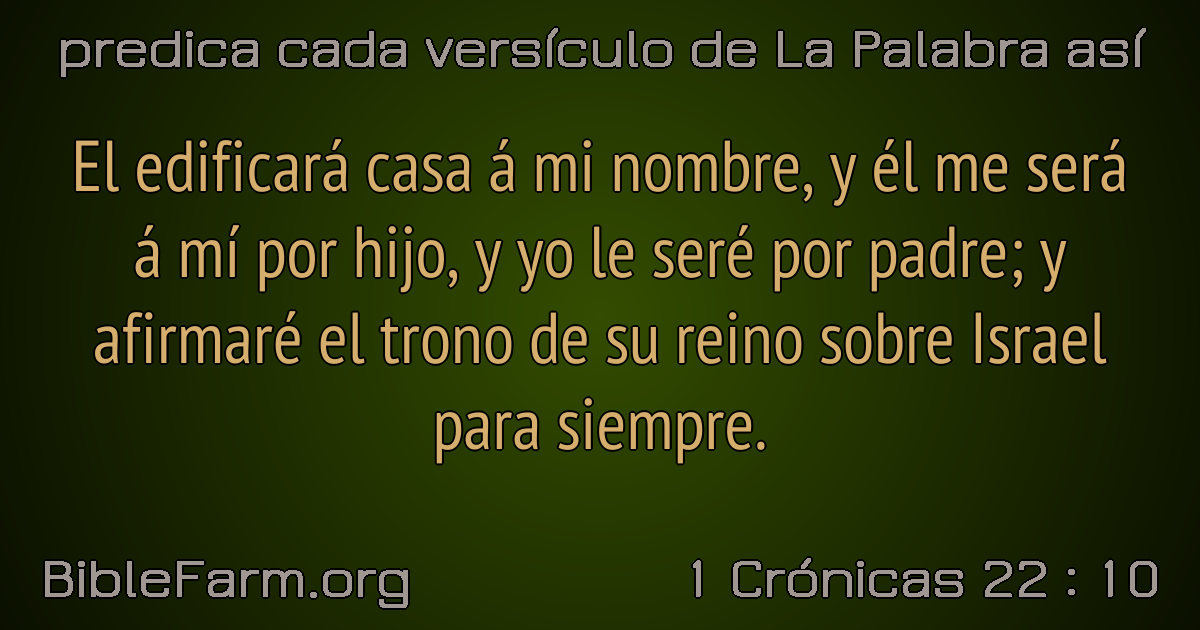 predica cada versículo de La Palabra así
El edificará casa á mi nombre, y él me será
á mí por hijo, y yo le seré por padre; y
afirmaré el trono de su reino sobre Israel
para siempre.
BibleFarm.org
1 Crónicas 22 : 10